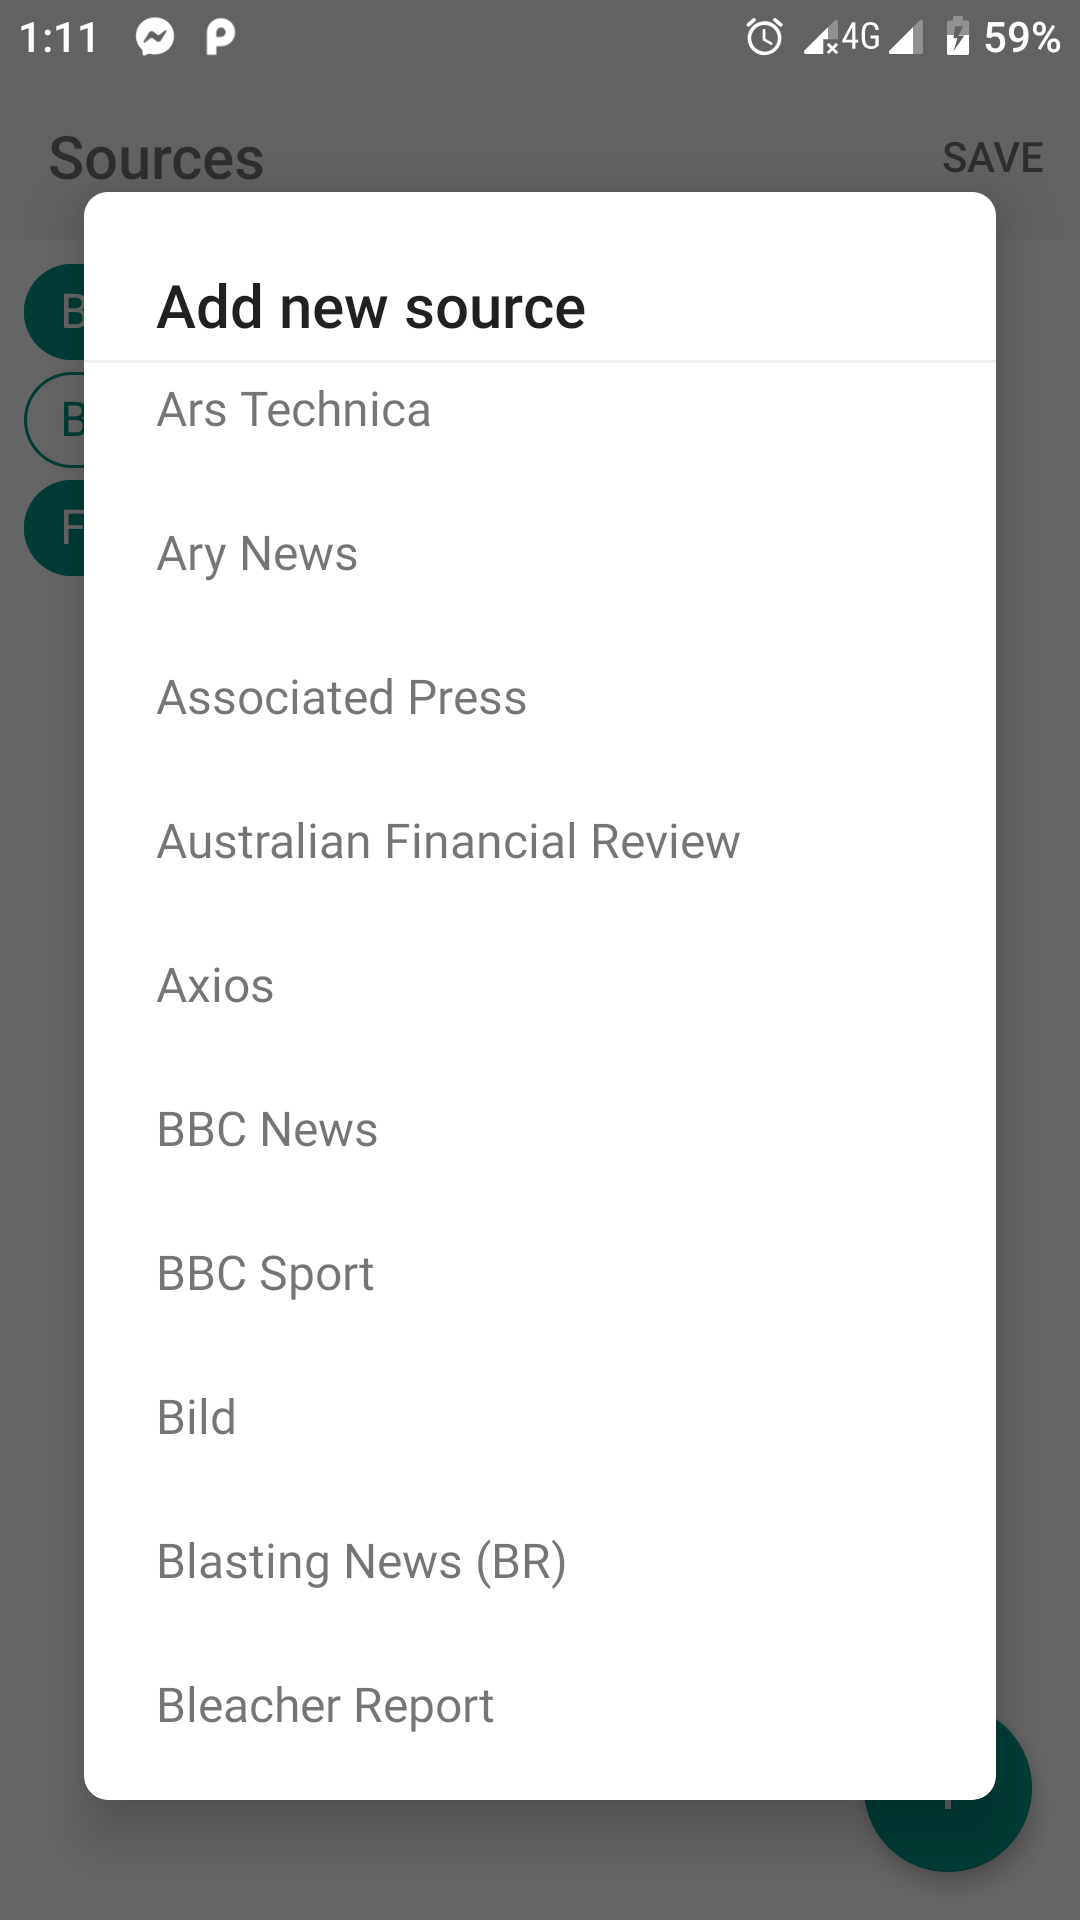 1:11 4G 59%
Sources SAVE
Add new source
B
Ars Technica
B
F
Ary News
Associated Press
Australian Financial Review
Axios
BBC News
BBC Sport
Bild
Blasting News (BR)
Bleacher Report